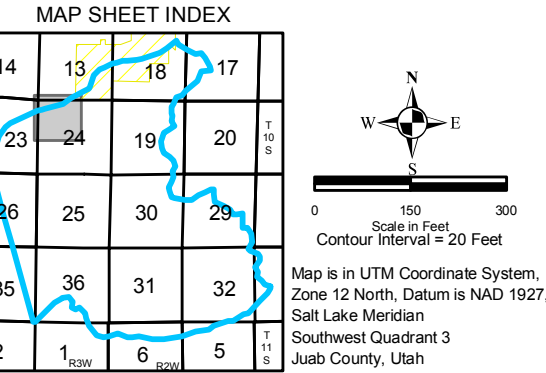 MAP SHEET INDEX
14 13 18 17
23 24 19 20
T
10
S
26 25 30 29
35 36 31 32
2 1 R3W 6 R2W 5
T
11
S
N
W E
S
0 150 300
Scale in Feet
Contour Interval = 20 Feet
Map is in UTM Coordinate System,
Zone 12 North, Datum is NAD 1927,
Salt Lake Meridian
Southwest Quadrant 3
Juab County, Utah